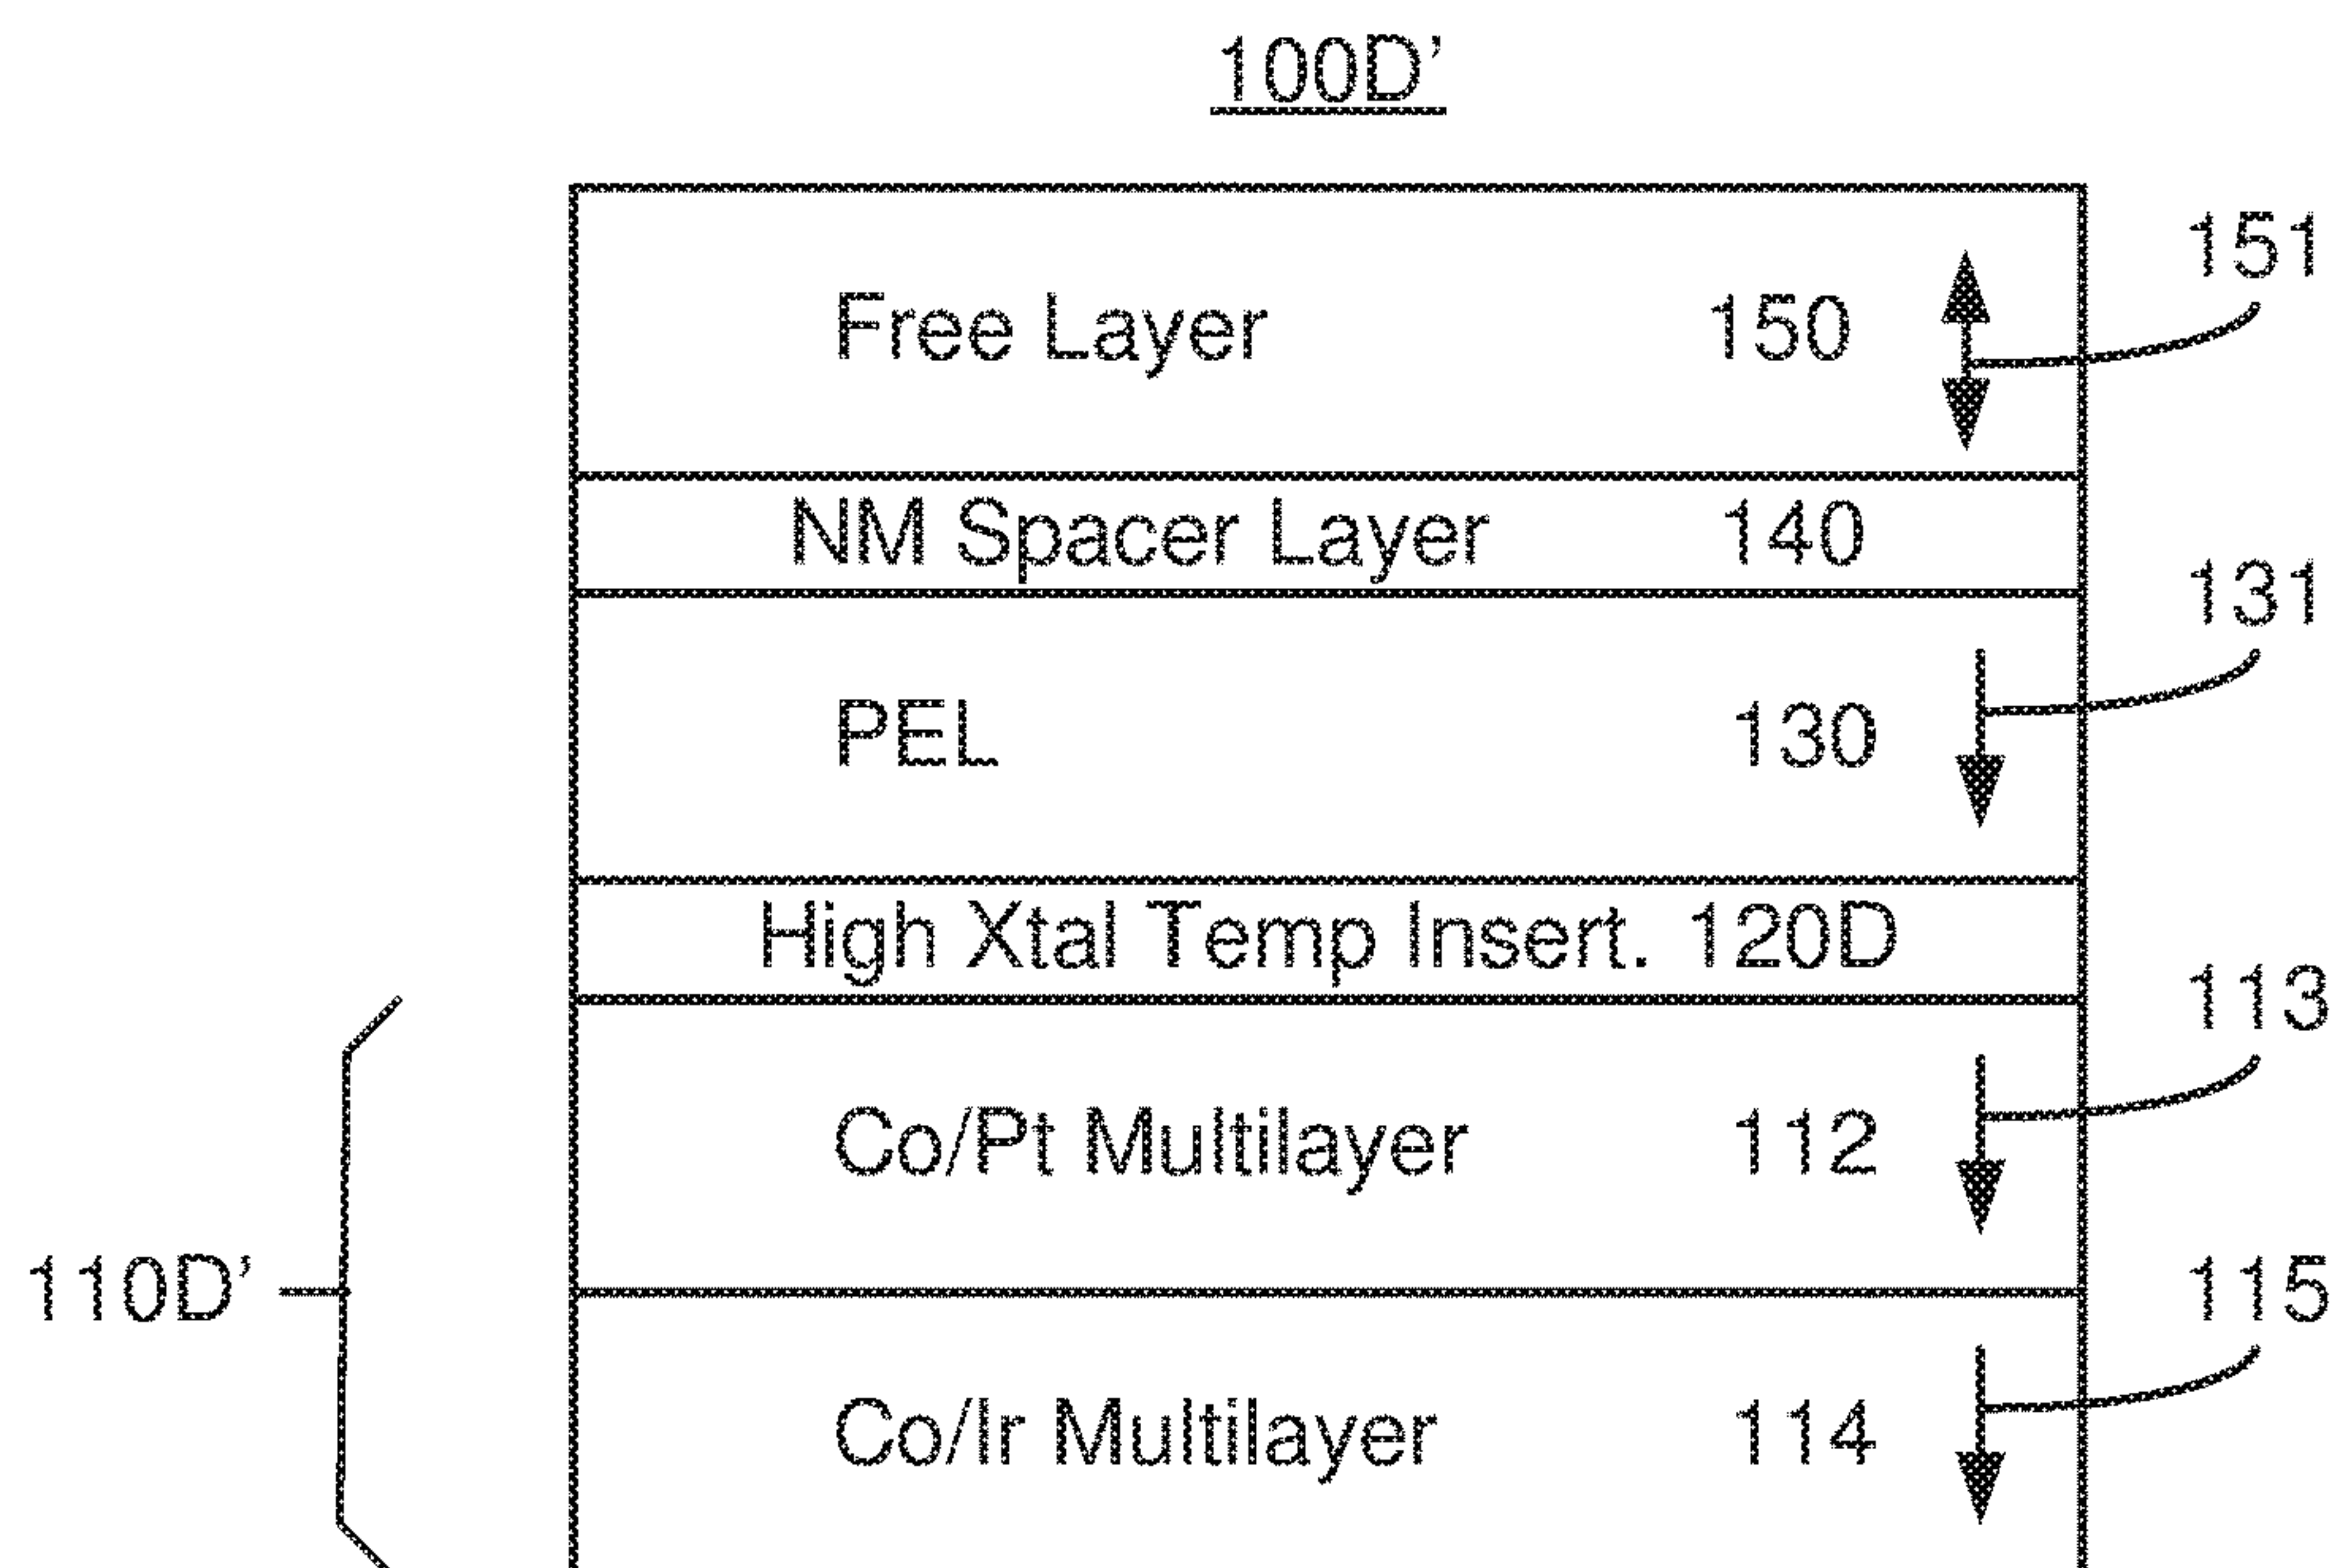 100D’
151
Free Layer 150
NM Spacer Layer 140
131
PEL 130
High Xtal Temp Insert. 120D
113
Co/Pt Multilayer 112
110D’
115
Co/Ir Multilayer 114